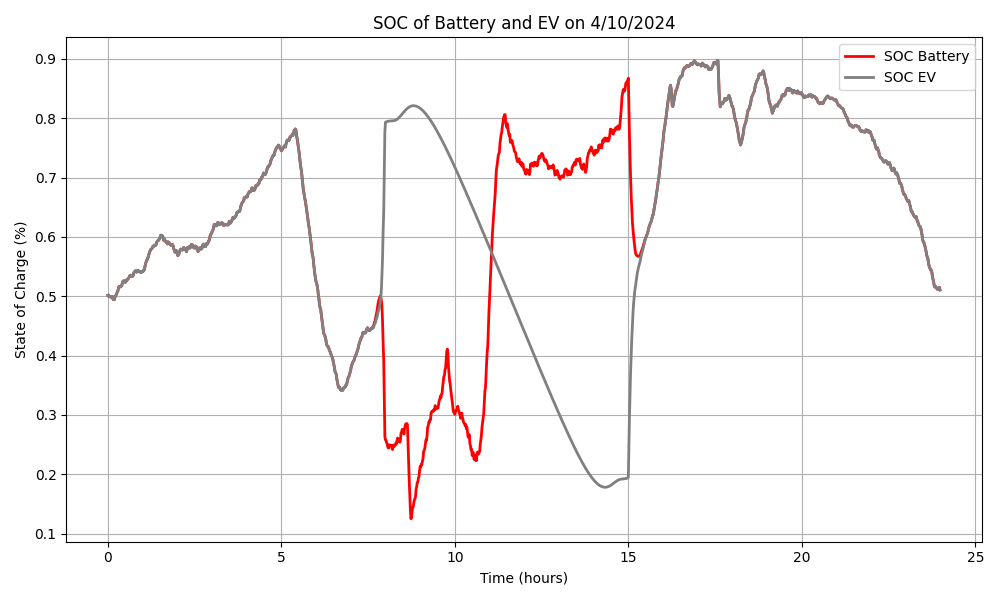 SOC of Battery and EV on 4/10/2024
SOC Battery
SOC EV
State of Charge (%)
0.9
0.8
0.7
0.6
0.5
0.4
0.3
0.2
0.1
0 5 10 15 20 25
Time (hours)